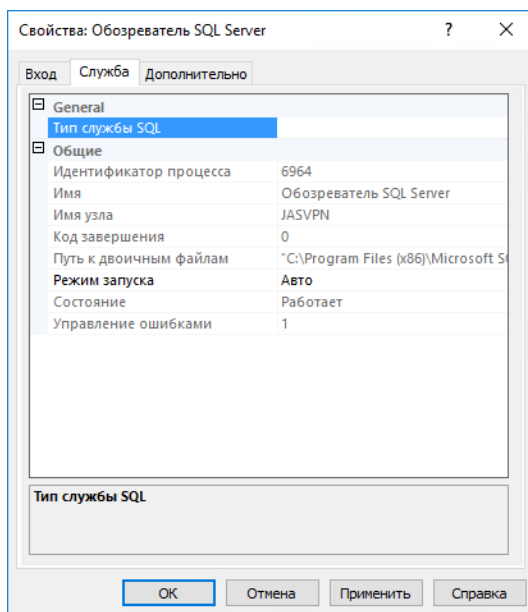 Свойства: Обозреватель SQL Server ? ×
Вход Служба Дополнительно
General
Тип службы SQL
Общие
Идентификатор процесса 6964
Имя Обозреватель SQL Server
Имя узла JASVPN
Код завершения 0
Путь к двоичным файлам "C:\Program Files (x86)\Microsoft S
Режим запуска Авто
Состояние Работает
Управление ошибками 1
Тип службы SQL
ОК Отмена Применить Справка